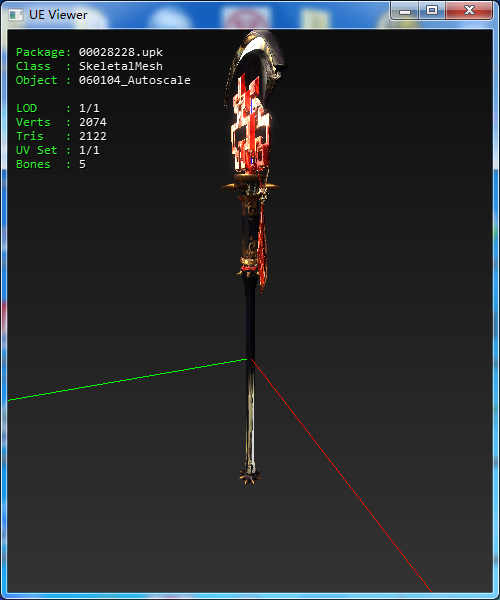 UE Viewer
Package: 00028228.upk
Class  : SkeletalMesh
Object : 060104_Autoscale
LOD    : 1/1
Verts  : 2074
Tris   : 2122
UV Set : 1/1
Bones  : 5